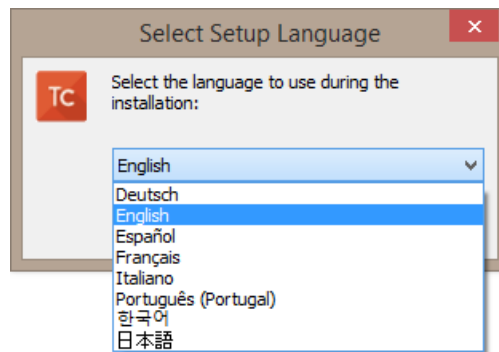 Select Setup Language
TC
Select the language to use during the
installation:
English
Deutsch
English
Español
Français
Italiano
Português (Portugal)
한국어
日本語